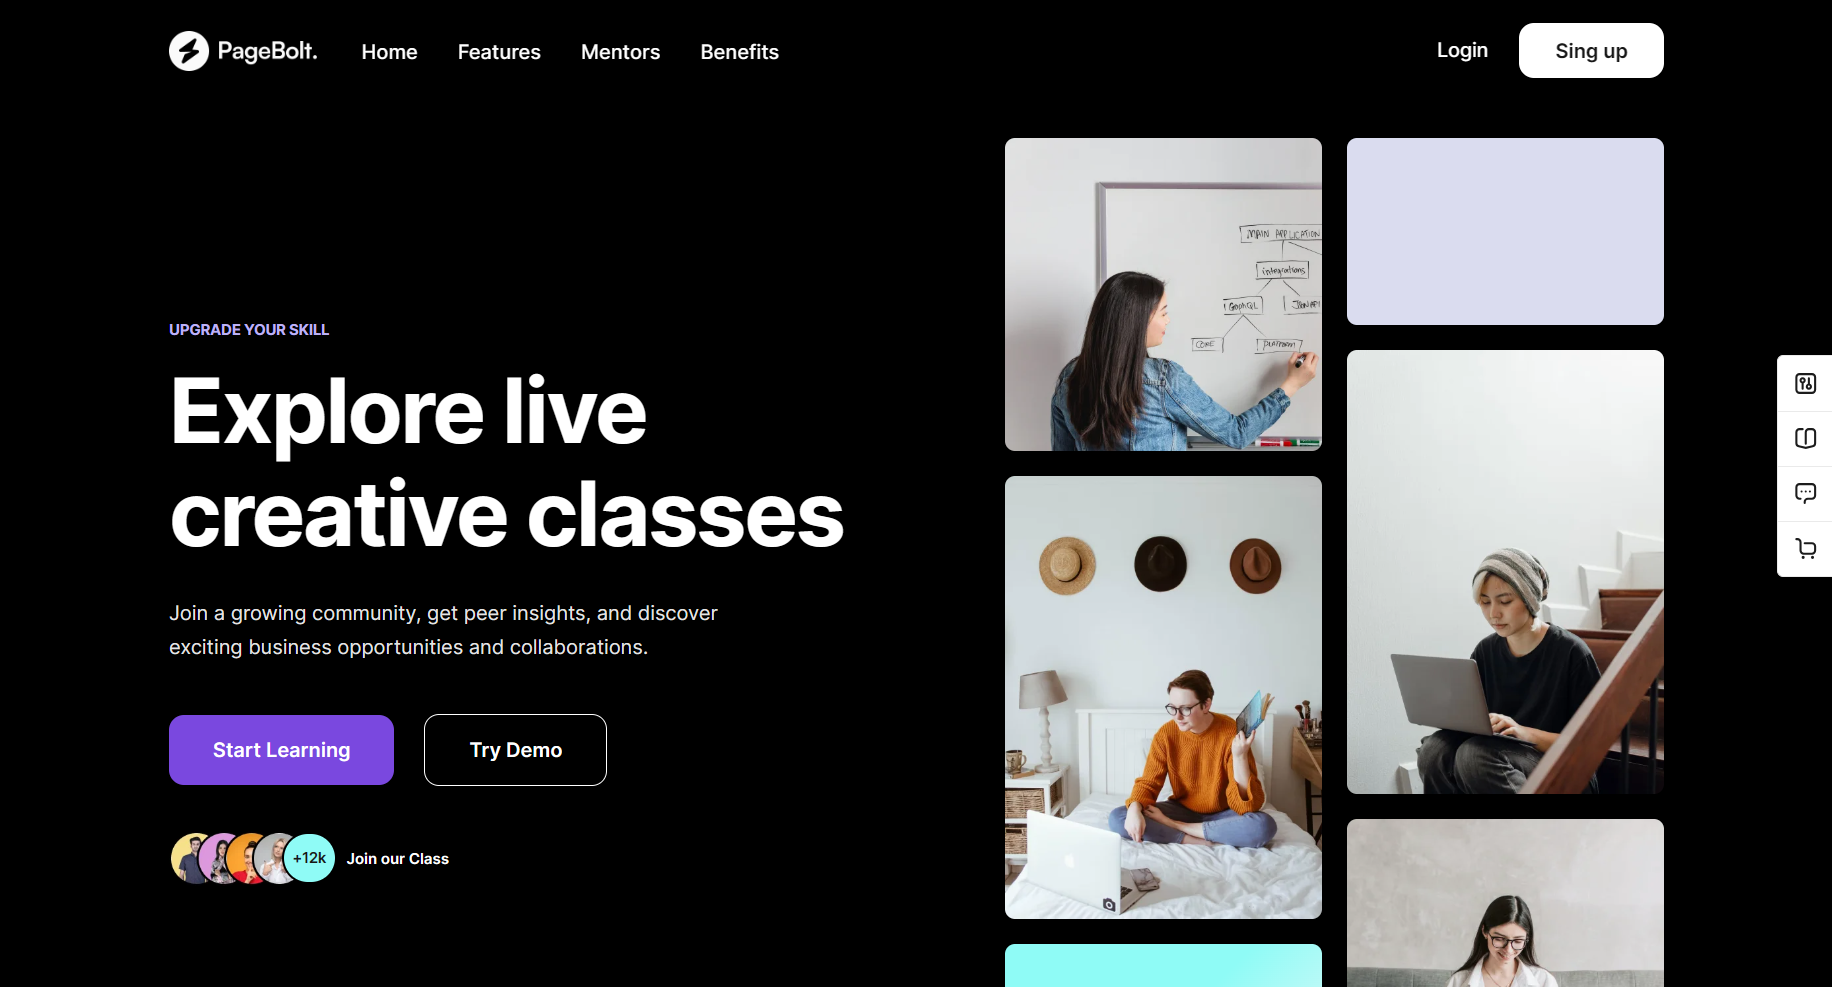 PageBolt.
Home
Features
Mentors
Benefits
Login
Sing up
MAIN APPLICATION
integrations
GraphQL
JSON API
CORE
PLATFORM
UPGRADE YOUR SKILL
Explore live
creative classes
Join a growing community, get peer insights, and discover
exciting business opportunities and collaborations.
Start Learning
Try Demo
+12k
Join our Class